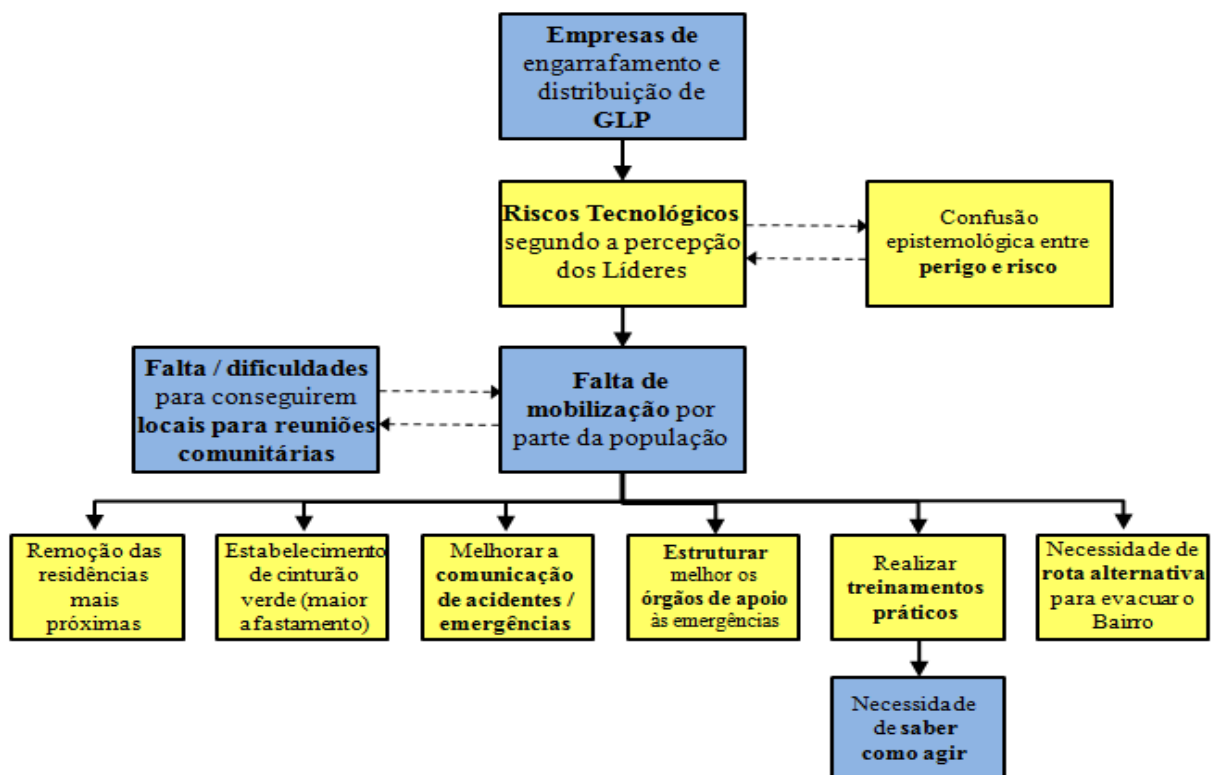 Empresas de
engarrafamento e
distribuição de
GLP
Riscos Tecnológicos
segundo a percepção
dos Líderes
Confusão
epistemológica entre
perigo e risco
Falta / dificuldades
para conseguirem
locais para reuniões
comunitárias
Falta de
mobilização por
parte da população
Remoção das
residências
mais
próximas
Estabelecimento
de cinturão
verde (maior
afastamento)
Melhorar a
comunicação
de acidentes /
emergências
Estruturar
melhor os
órgãos de apoio
às emergências
Realizar
treinamentos
práticos
Necessidade de
rota alternativa
para evacuar o
Bairro
Necessidade
de saber
como agir